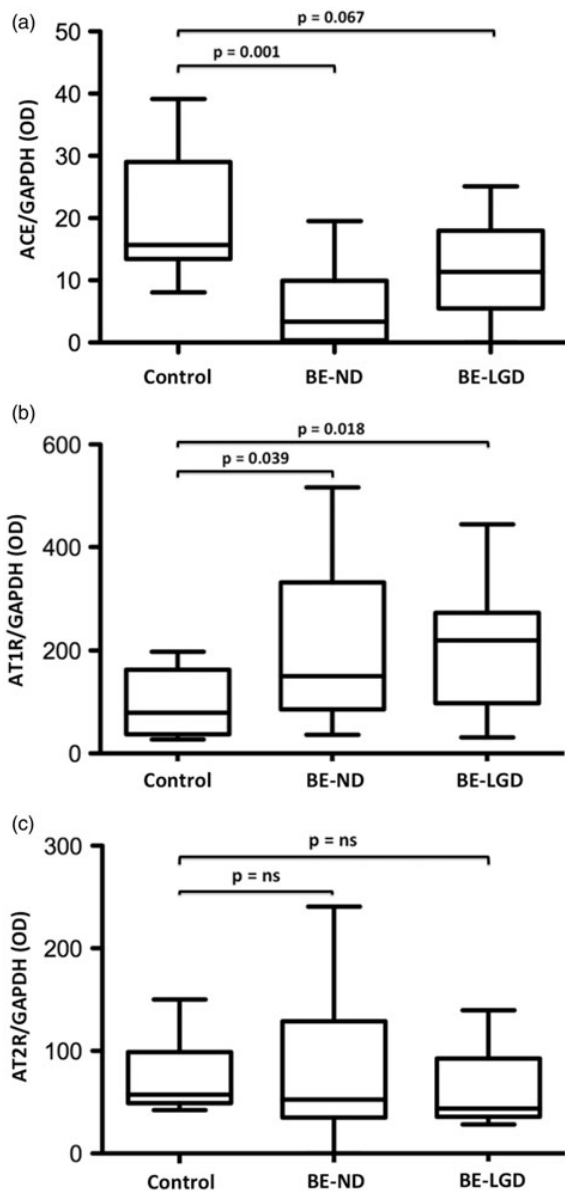 (a)
p = 0.067
p = 0.001
50
40
30
20
10
0
ACE/GAPDH (OD)
Control BE-ND BE-LGD
(b)
p = 0.018
p = 0.039
600
400
200
0
AT1R/GAPDH (OD)
Control BE-ND BE-LGD
(c)
p = ns
p = ns
300
200
100
0
AT2R/GAPDH (OD)
Control BE-ND BE-LGD